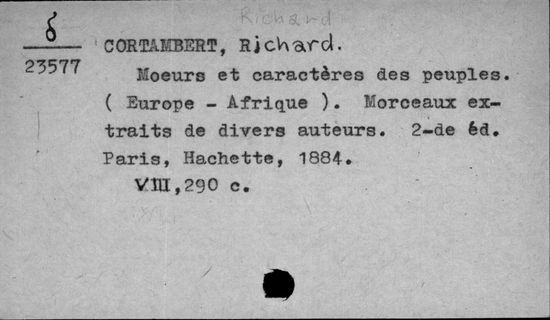 Richard
δ
23577
CORTAMBERT, Richard.
Moeurs et caractères des peuples.
( Europe - Afrique ). Morceaux ex-
traits de divers auteurs. 2-de éd.
Paris, Hachette, 1884.
VIII,290 c.